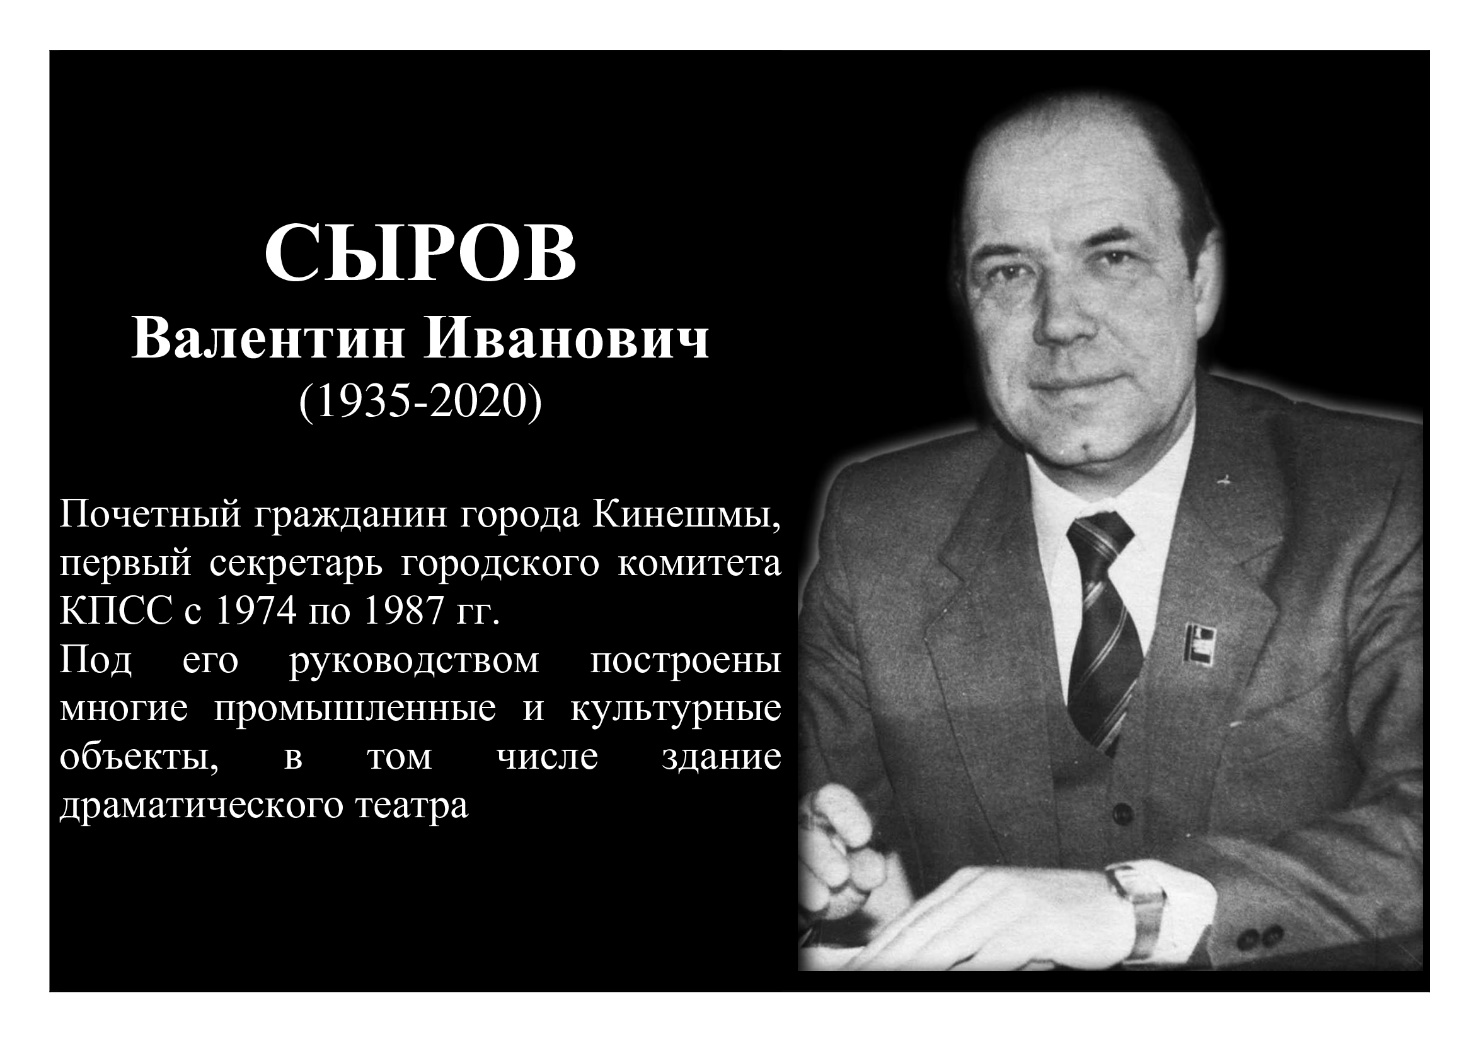 СЫРОВ
Валентин Иванович
(1935-2020)
Почетный гражданин города Кинешмы,
первый секретарь городского комитета
КПСС с 1974 по 1987 гг.
Под его руководством построены
многие промышленные и культурные
объекты, в том числе здание
драматического театра